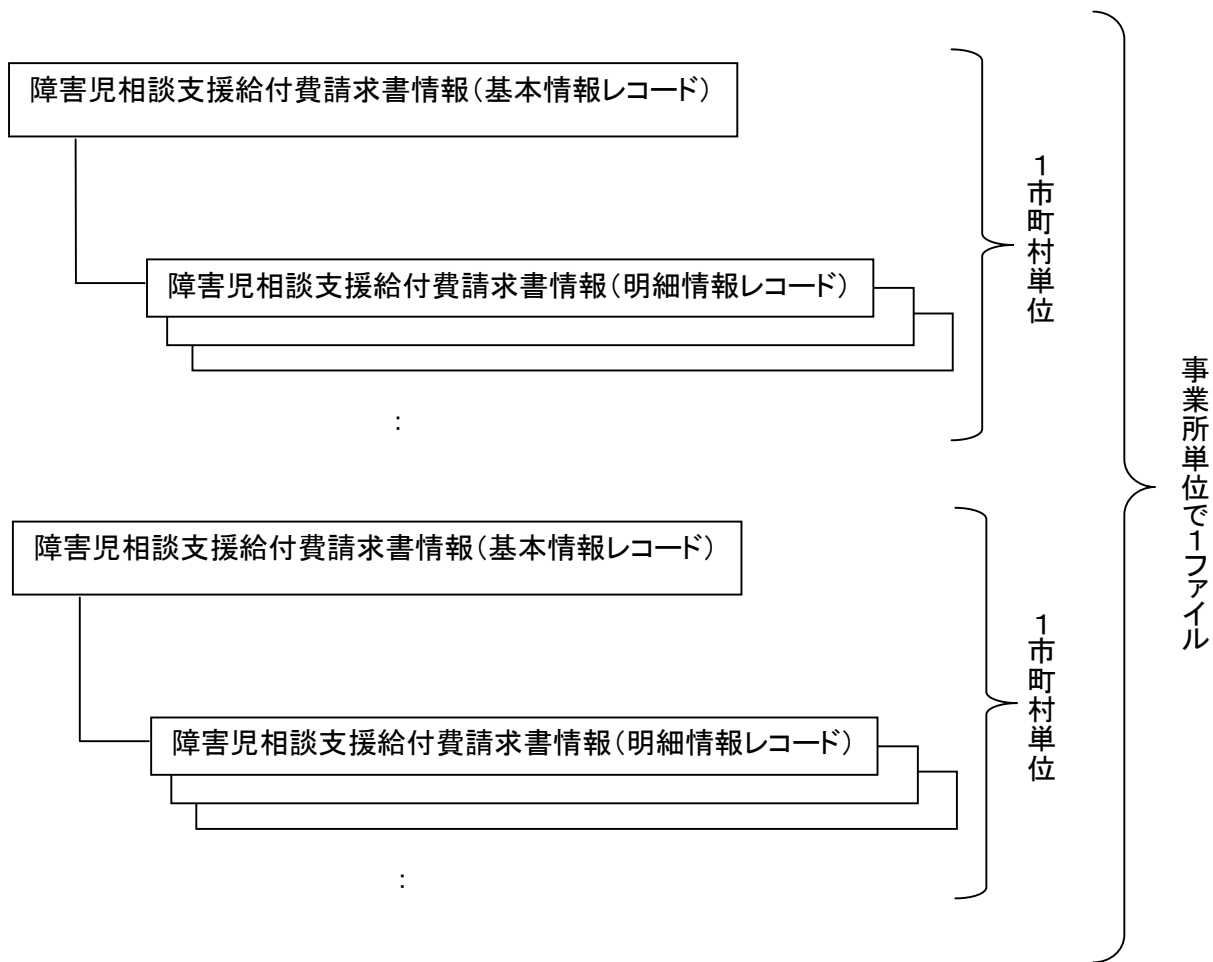 障害児相談支援給付費請求書情報(基本情報レコード)
障害児相談支援給付費請求書情報(明細情報レコード)
:
1市町村単位
障害児相談支援給付費請求書情報(基本情報レコード)
障害児相談支援給付費請求書情報(明細情報レコード)
:
1市町村単位
事業所単位で1ファイル